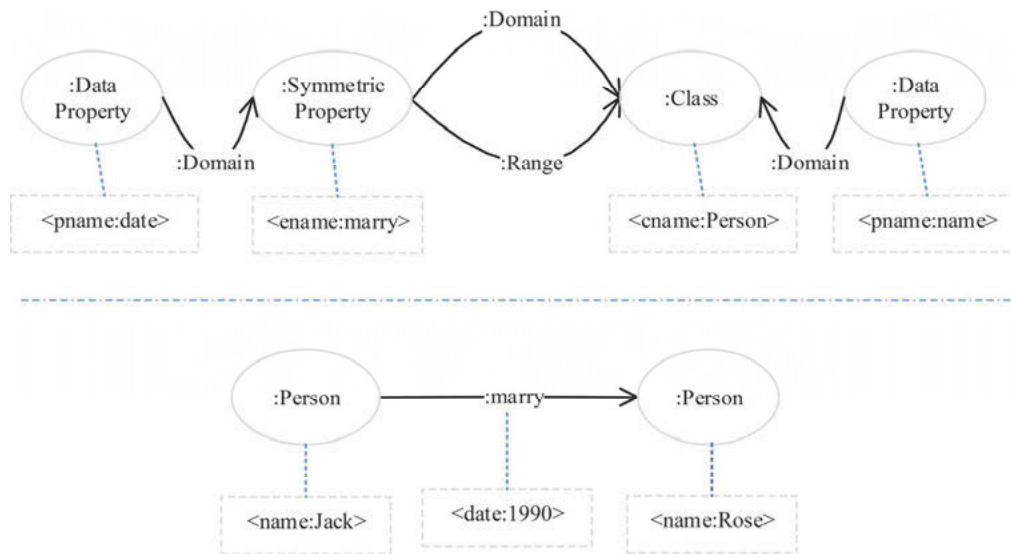 :Domain
:Data
Property
:Symmetric
Property
:Class
:Data
Property
:Domain
:Range
:Domain
<pname:date>
<ename:marry>
<cname:Person>
<pname:name>
:Person
:marry
:Person
<name:Jack>
<date:1990>
<name:Rose>